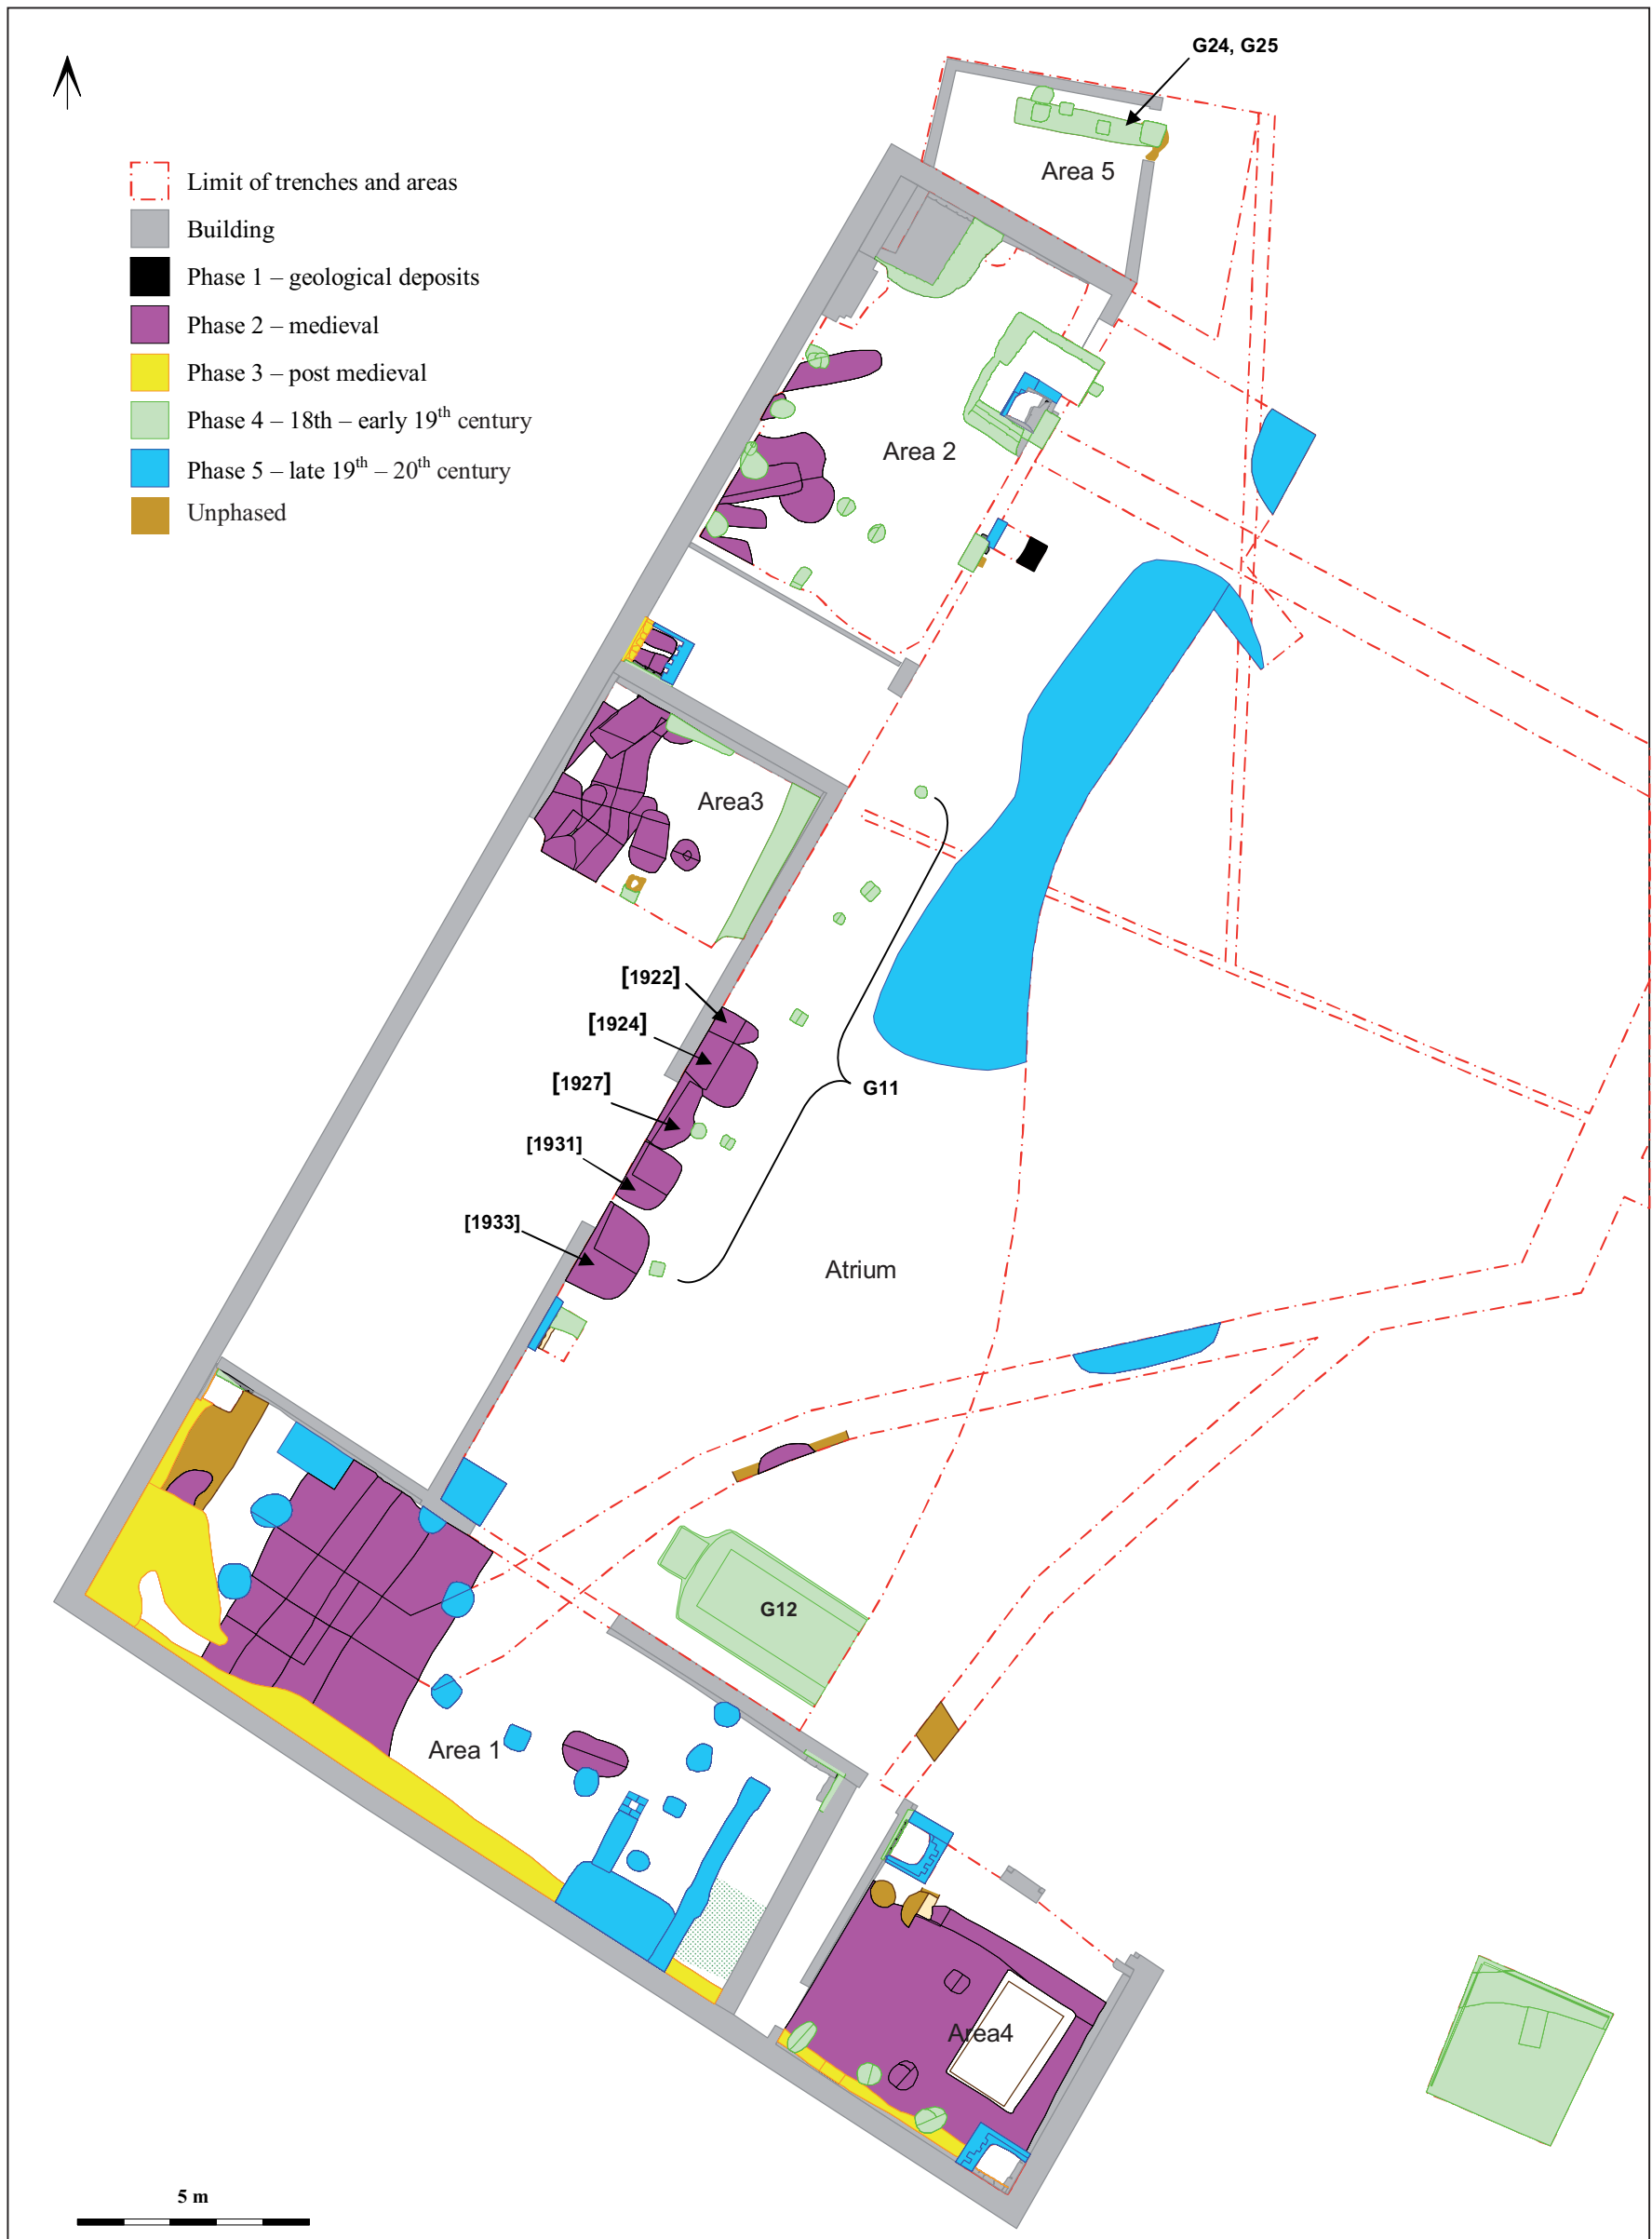 G24, G25
Area 5
Limit of trenches and areas
Building
Phase 1 – geological deposits
Phase 2 – medieval
Phase 3 – post medieval
Phase 4 – 18th – early 19th century
Phase 5 – late 19th – 20th century
Unphased
Area 2
Area3
[1922]
[1924]
[1927]
G11
[1931]
[1933]
Atrium
G12
Area 1
Area4
5 m